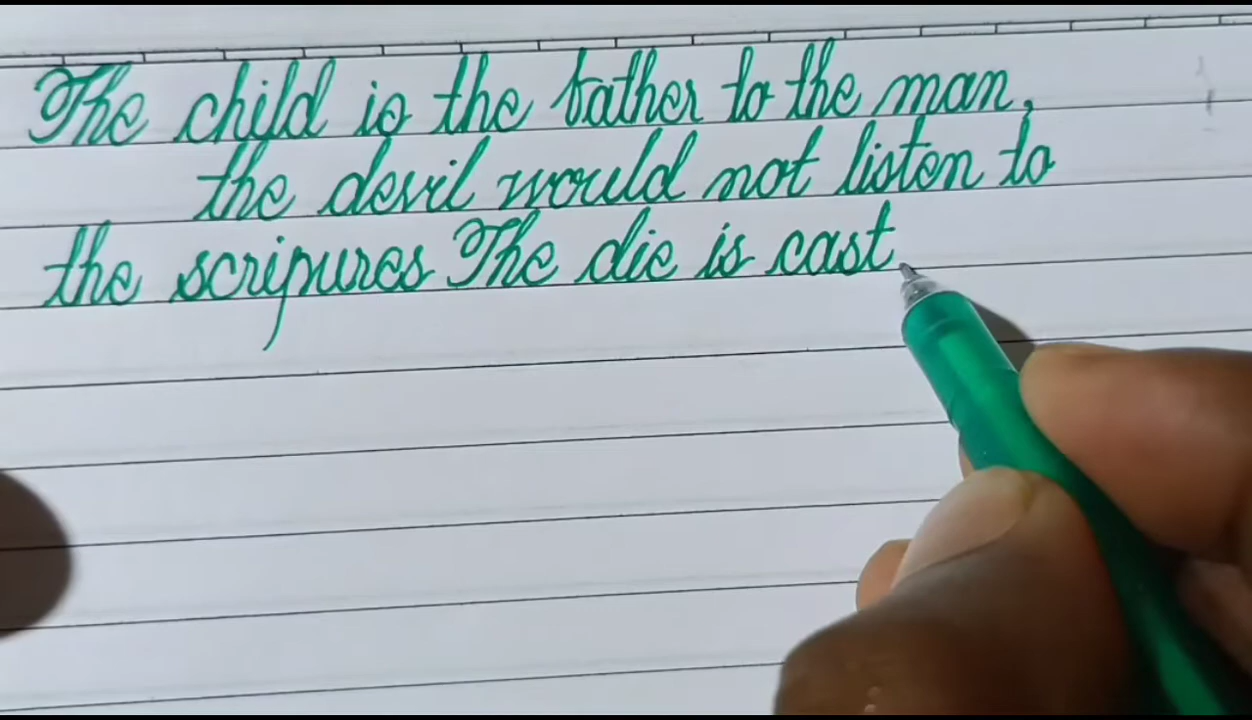 The child is the father to the man,
the devil would not listen to
the scripures The die is cast